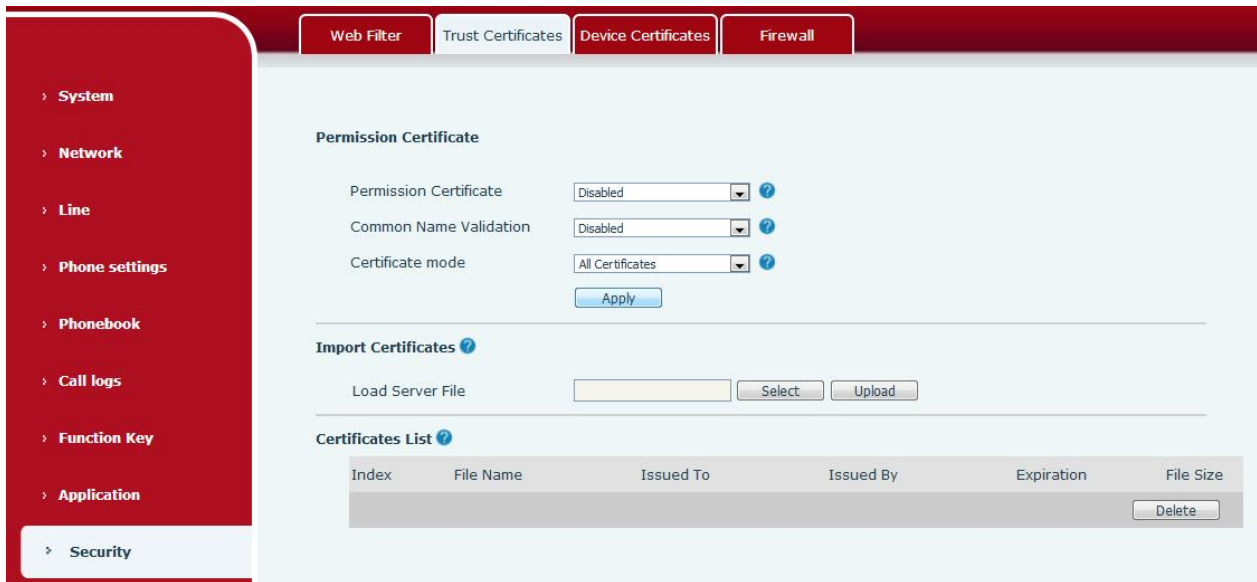 Web Filter Trust Certificates Device Certificates Firewall
System
Network
Line
Phone settings
Phonebook
Call logs
Function Key
Application
Security
Permission Certificate
Permission Certificate Disabled ?
Common Name Validation Disabled ?
Certificate mode All Certificates ?
Apply
Import Certificates ?
Load Server File Select Upload
Certificates List ?
Index File Name Issued To Issued By Expiration File Size
Delete